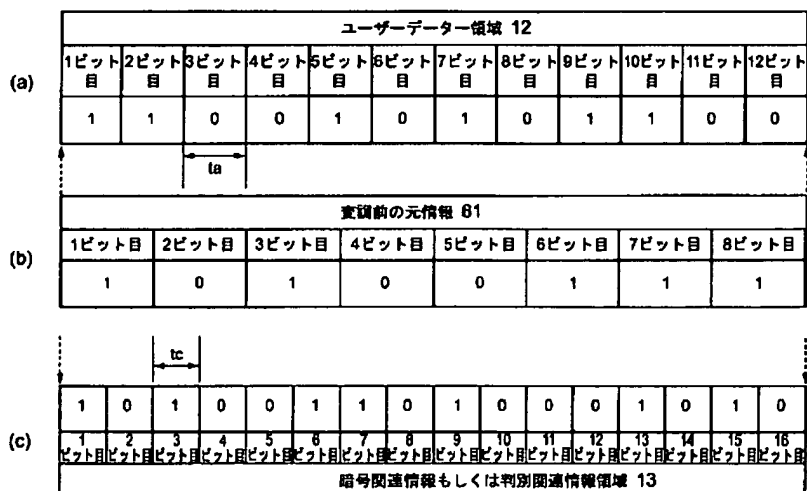 ユーザーデーター領域 12
(a)
1ビット目 2ビット目 3ビット目 4ビット目 5ビット目 6ビット目 7ビット目 8ビット目 9ビット目 10ビット目 11ビット目 12ビット目
1 1 0 0 1 0 1 0 1 1 0 0
ta
変調前の元情報 61
(b)
1ビット目 2ビット目 3ビット目 4ビット目 5ビット目 6ビット目 7ビット目 8ビット目
1 0 1 0 0 1 1 1
tc
1 0 1 0 0 1 1 0 1 0 0 0 1 0 1 0
(c)
1ビット目 2ビット目 3ビット目 4ビット目 5ビット目 6ビット目 7ビット目 8ビット目 9ビット目 10ビット目 11ビット目 12ビット目 13ビット目 14ビット目 15ビット目 16ビット目
暗号関連情報もしくは判別関連情報領域 13